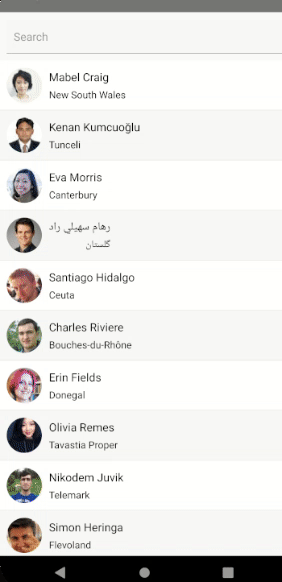 Search
Mabel Craig
New South Wales
Kenan Kumcuoğlu
Tunceli
Eva Morris
Canterbury
رهام سهيلي راد
گلستان
Santiago Hidalgo
Ceuta
Charles Riviere
Bouches-du-Rhône
Erin Fields
Donegal
Olivia Remes
Tavastia Proper
Nikodem Juvik
Telemark
Simon Heringa
Flevoland